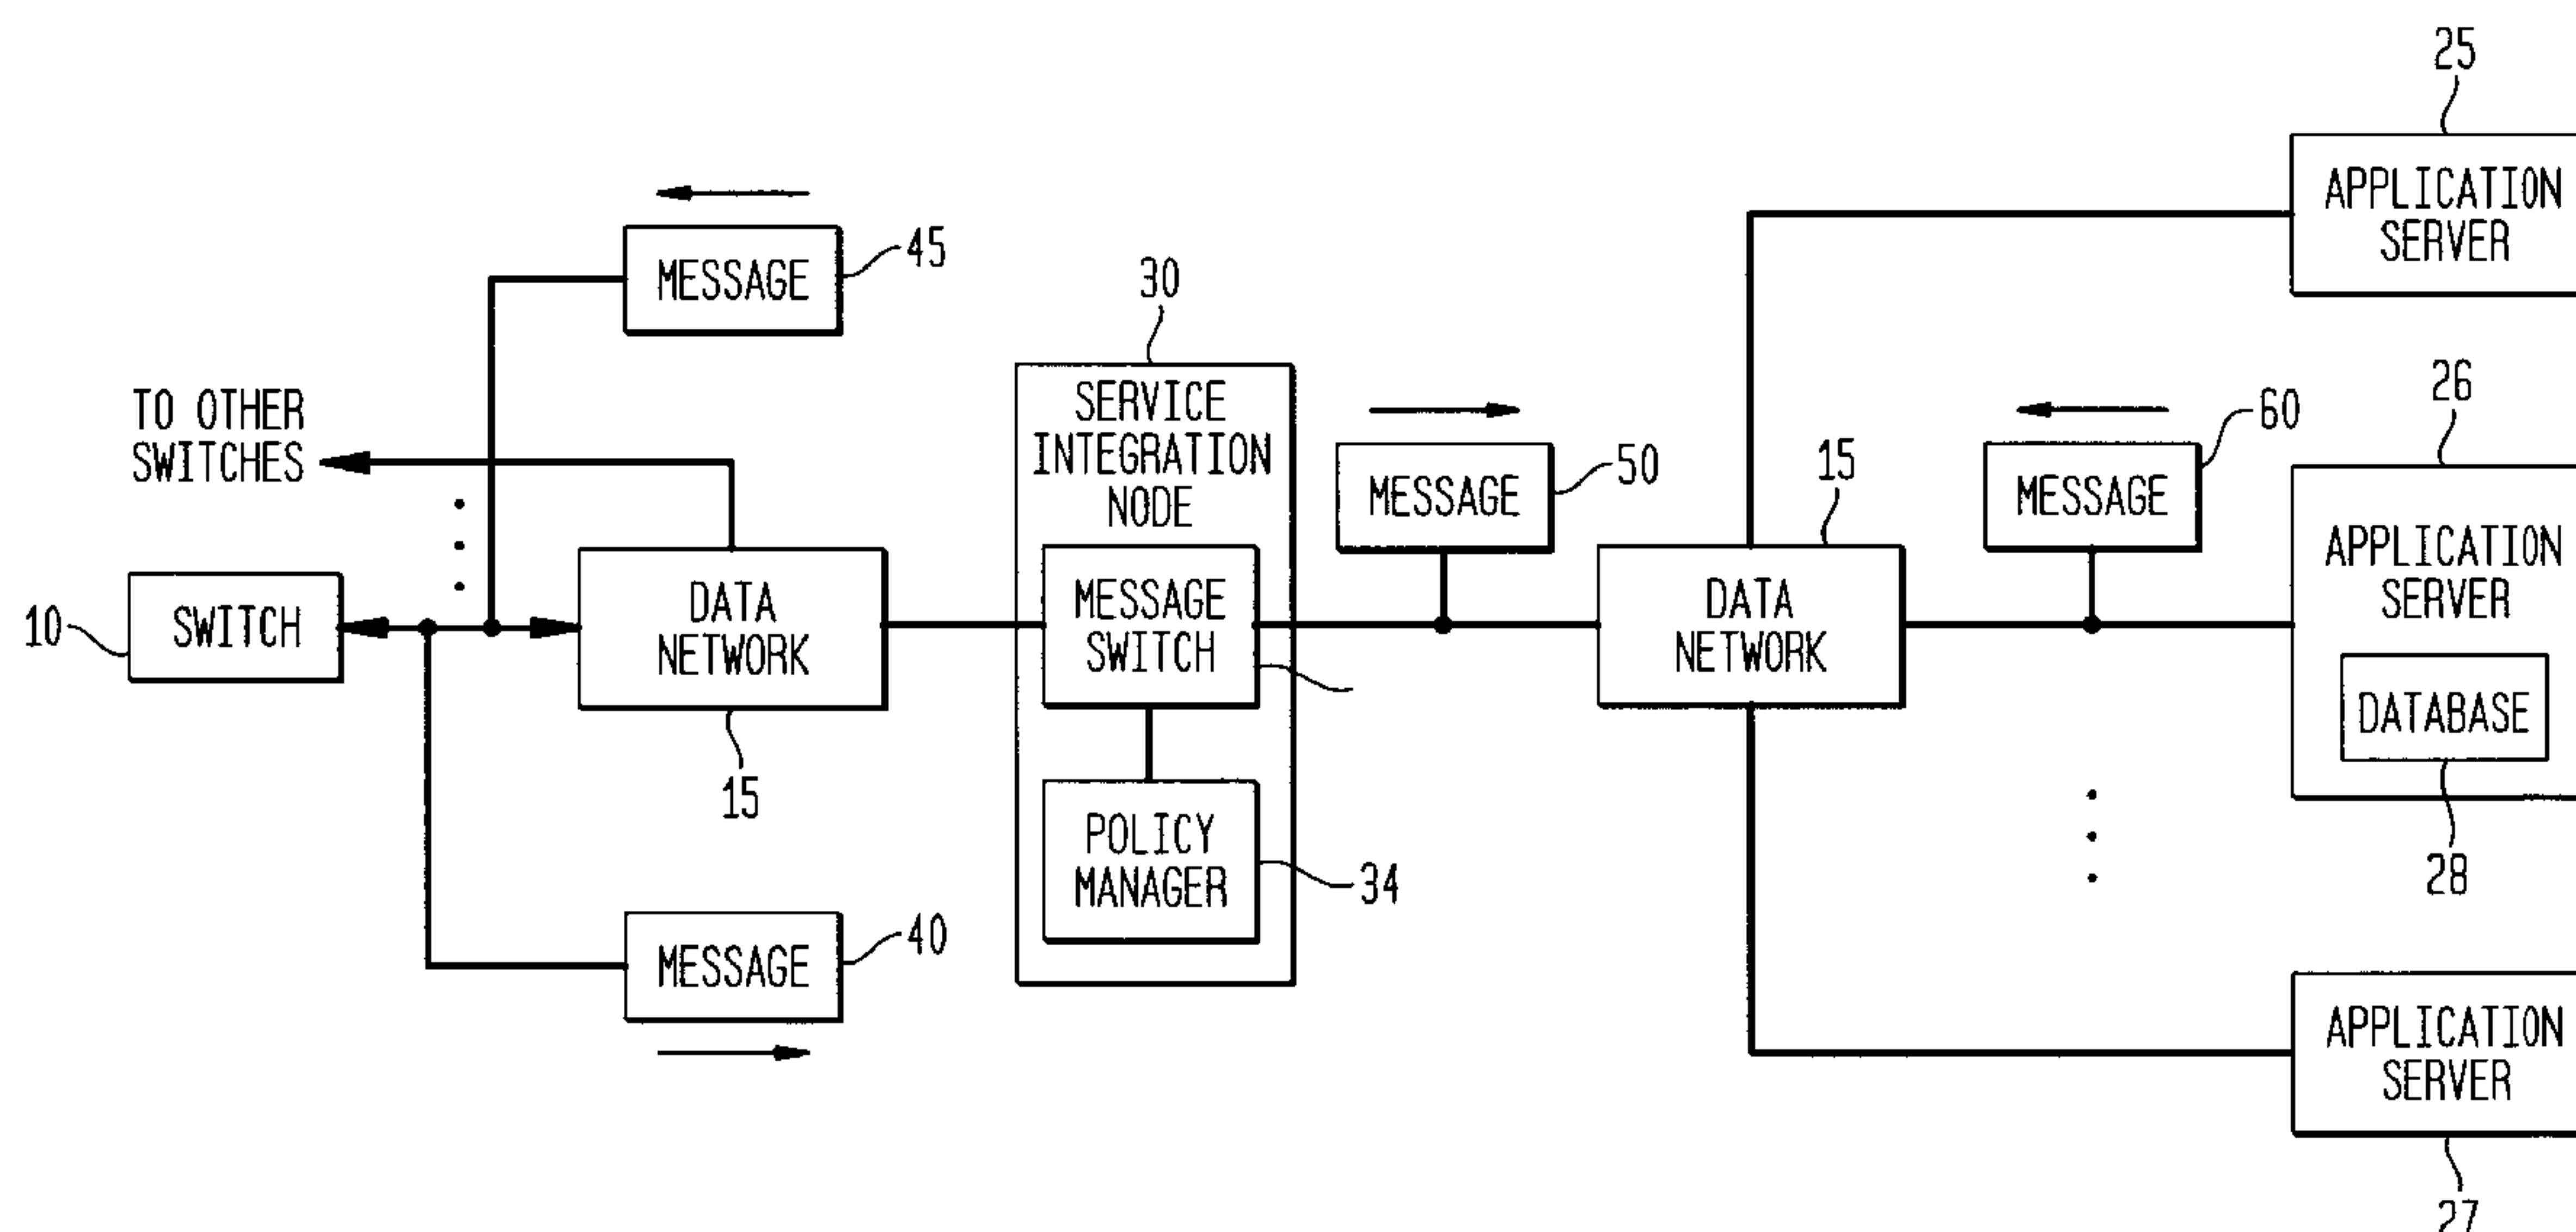 25
APPLICATION
SERVER
45
MESSAGE
30
SERVICE
INTEGRATION
NODE
TO OTHER
SWITCHES
26
60
MESSAGE
50
MESSAGE
15
APPLICATION
SERVER
10
SWITCH
DATA
NETWORK
MESSAGE
SWITCH
DATA
NETWORK
DATABASE
15
POLICY
MANAGER
34
28
40
MESSAGE
APPLICATION
SERVER
27